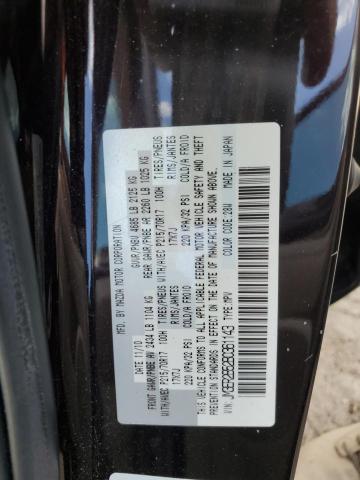 MFD. BY MAZDA MOTOR CORPORATION
DATE 11/10 GVWR/PNBV 4685 LB 2125 KG
FRONT GAWR/PNBE AV 2434 LB 1104 KG REAR GAWR/PNBE AR 2260 LB 1025 KG
WITH/AVEC P215/70R17 100H TIRES/PNEUS WITH/AVEC P215/70R17 100H TIRES/PNEUS
17X7J RIMS/JANTES 17X7J RIMS/JANTES
220 KPA/32 PSI COLD/A FROID 220 KPA/32 PSI COLD/A FROID
THIS VEHICLE CONFORMS TO ALL APPLICABLE FEDERAL MOTOR VEHICLE SAFETY AND THEFT
PREVENTION STANDARDS IN EFFECT ON THE DATE OF MANUFACTURE SHOWN ABOVE.
TYPE: MPV COLOR CODE: 28W MADE IN JAPAN